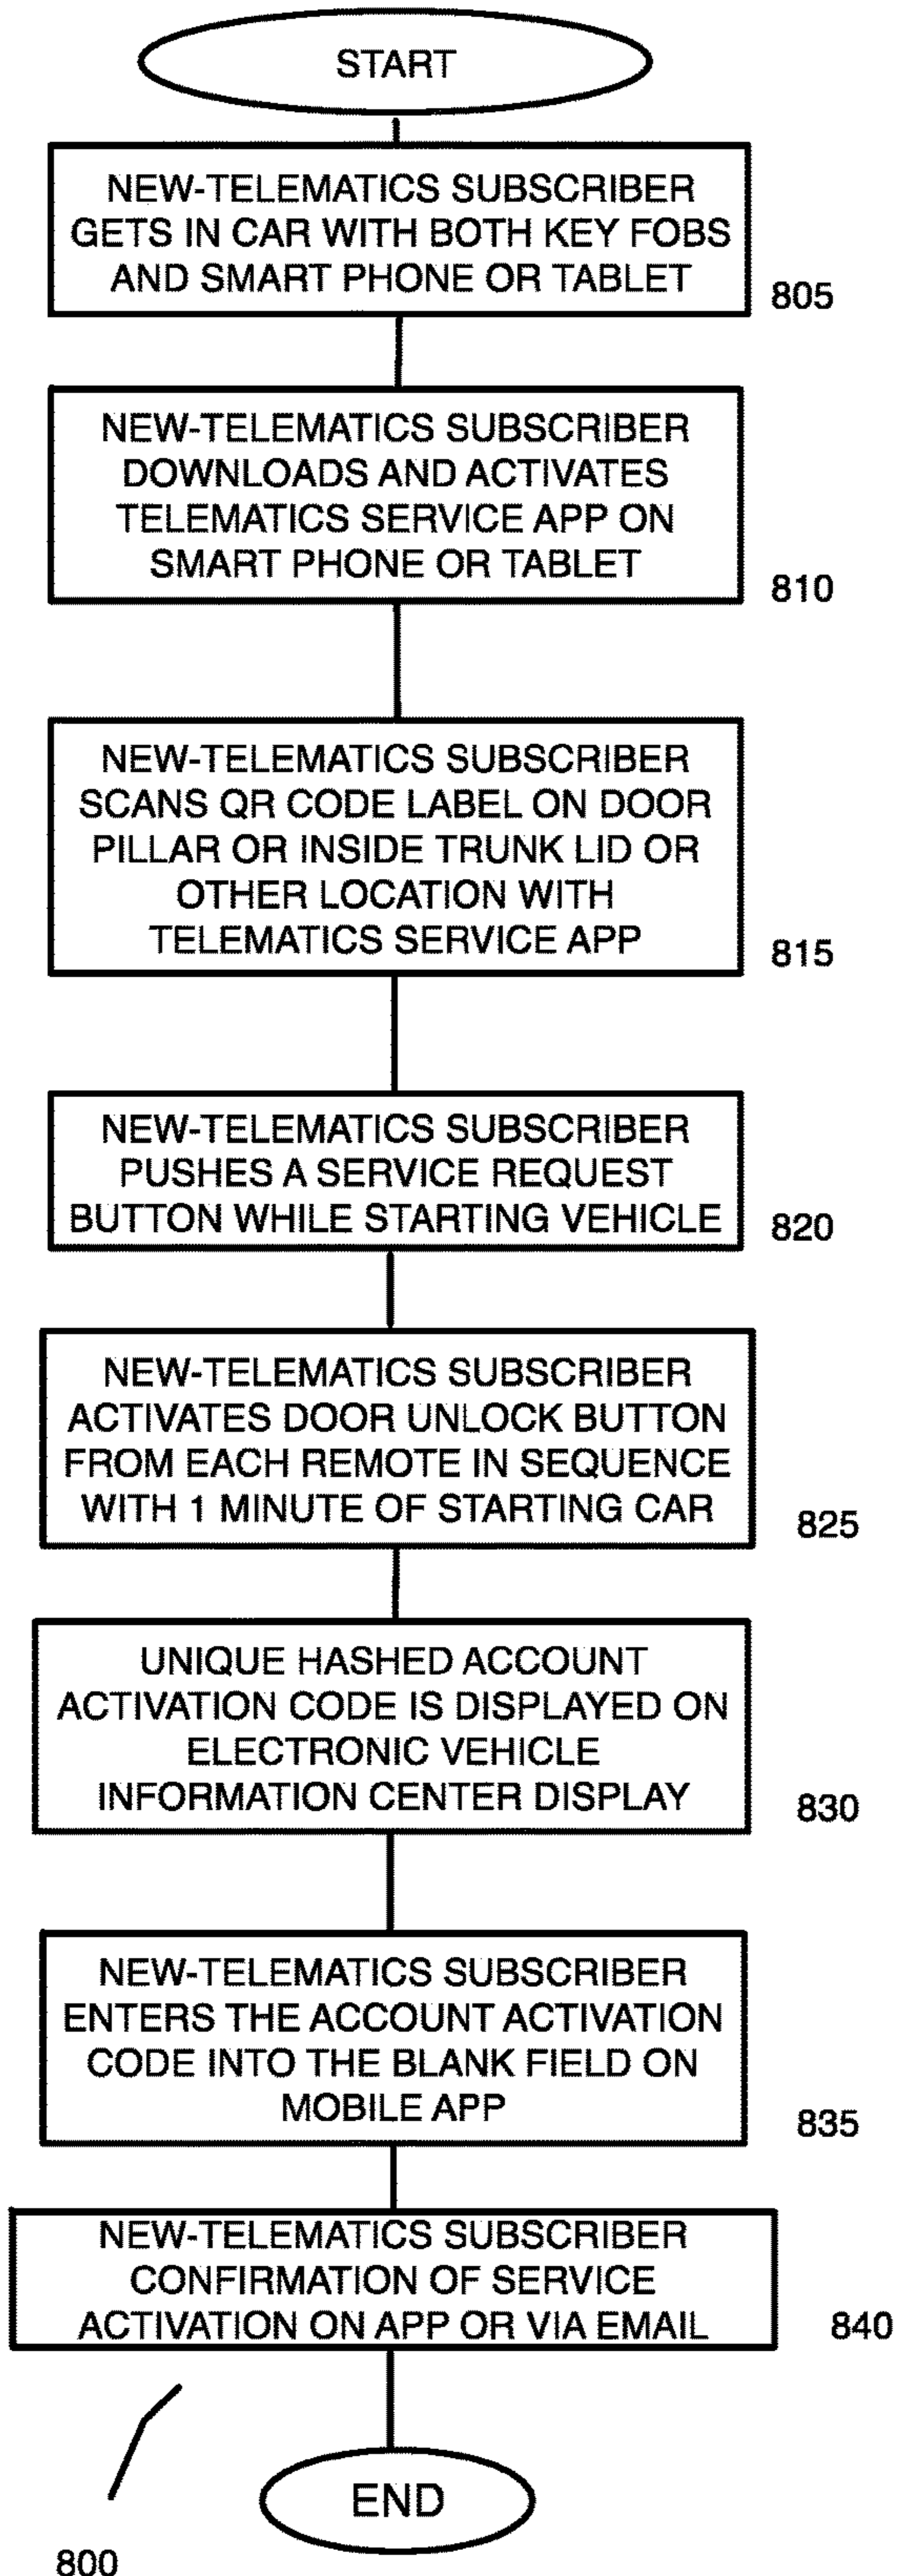 START
NEW-TELEMATICS SUBSCRIBER
GETS IN CAR WITH BOTH KEY FOBS
AND SMART PHONE OR TABLET
805
NEW-TELEMATICS SUBSCRIBER
DOWNLOADS AND ACTIVATES
TELEMATICS SERVICE APP ON
SMART PHONE OR TABLET
810
NEW-TELEMATICS SUBSCRIBER
SCANS QR CODE LABEL ON DOOR
PILLAR OR INSIDE TRUNK LID OR
OTHER LOCATION WITH
TELEMATICS SERVICE APP
815
NEW-TELEMATICS SUBSCRIBER
PUSHES A SERVICE REQUEST
BUTTON WHILE STARTING VEHICLE
820
NEW-TELEMATICS SUBSCRIBER
ACTIVATES DOOR UNLOCK BUTTON
FROM EACH REMOTE IN SEQUENCE
WITH 1 MINUTE OF STARTING CAR
825
UNIQUE HASHED ACCOUNT
ACTIVATION CODE IS DISPLAYED ON
ELECTRONIC VEHICLE
INFORMATION CENTER DISPLAY
830
NEW-TELEMATICS SUBSCRIBER
ENTERS THE ACCOUNT ACTIVATION
CODE INTO THE BLANK FIELD ON
MOBILE APP
835
NEW-TELEMATICS SUBSCRIBER
CONFIRMATION OF SERVICE
ACTIVATION ON APP OR VIA EMAIL
840
END
800